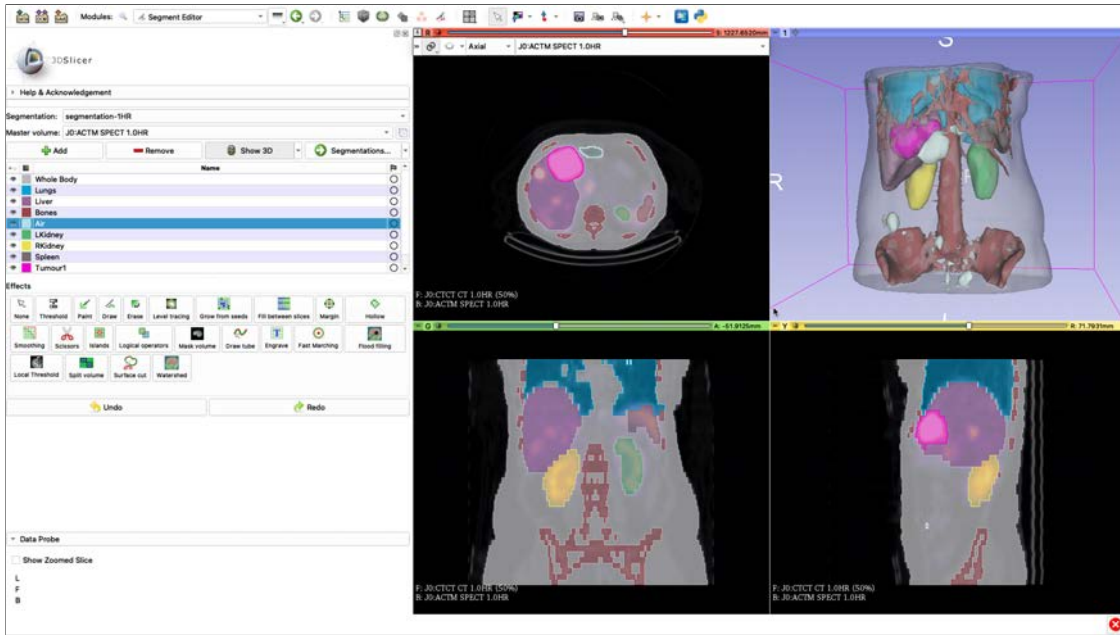 Modules: Segment Editor
R S: 1227.6520mm
Axial J0:ACTM SPECT 1.0HR
1
3DSlicer
S
R
Help & Acknowledgement
Segmentation: segmentation-1HR
Master volume: J0:ACTM SPECT 1.0HR
Add Remove Show 3D Segmentations...
Name
Whole Body
Lungs
Liver
Bones
Air
LKidney
RKidney
Spleen
Tumour1
F: J0:CTCT CT 1.0HR (50%)
B: J0:ACTM SPECT 1.0HR
Effects
None Threshold Paint Draw Erase Level tracing Grow from seeds Fill between slices Margin Hollow
Smoothing Scissors Islands Logical operators Mask volume Draw tube Engrave Fast Marching Flood filling
Local Threshold Split volume Surface cut Watershed
Undo Redo
G A: -51.9125mm
Y R: 71.7931mm
Data Probe
Show Zoomed Slice
L
F
B
F: J0:CTCT CT 1.0HR (50%)
B: J0:ACTM SPECT 1.0HR
F: J0:CTCT CT 1.0HR (50%)
B: J0:ACTM SPECT 1.0HR